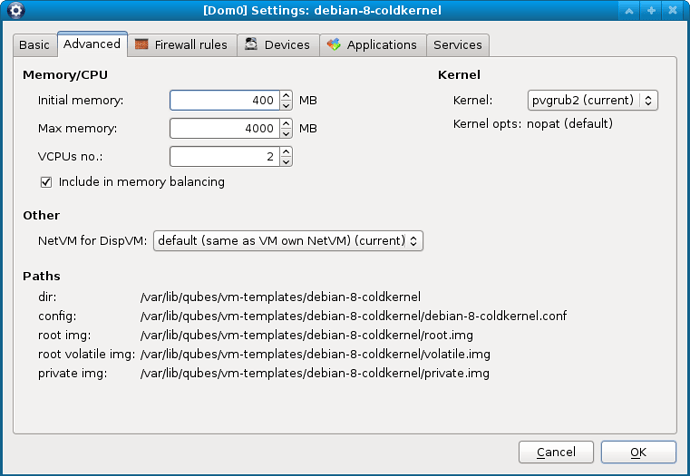 [Dom0] Settings: debian-8-coldkernel
Basic Advanced Firewall rules Devices Applications Services
Memory/CPU Kernel
Initial memory: 400 MB Kernel: pvgrub2 (current)
Max memory: 4000 MB Kernel opts: nopat (default)
VCPUs no.: 2
Include in memory balancing
Other
NetVM for DispVM: default (same as VM own NetVM) (current)
Paths
dir: /var/lib/qubes/vm-templates/debian-8-coldkernel
config: /var/lib/qubes/vm-templates/debian-8-coldkernel/debian-8-coldkernel.conf
root img: /var/lib/qubes/vm-templates/debian-8-coldkernel/root.img
root volatile img: /var/lib/qubes/vm-templates/debian-8-coldkernel/volatile.img
private img: /var/lib/qubes/vm-templates/debian-8-coldkernel/private.img
Cancel OK